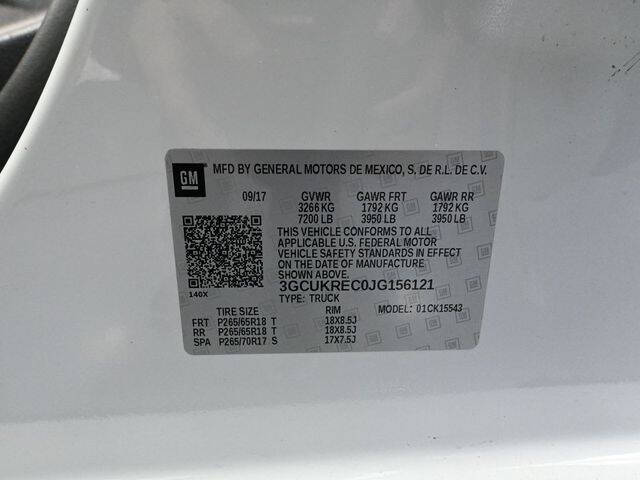 GM
MFD BY GENERAL MOTORS DE MEXICO, S. DE R.L. DE C.V.
09/17 GVWR GAWR FRT GAWR RR
3266 KG 1792 KG 1792 KG
7200 LB 3950 LB 3950 LB
THIS VEHICLE CONFORMS TO ALL
APPLICABLE U.S. FEDERAL MOTOR
VEHICLE SAFETY STANDARDS IN
EFFECT ON THE DATE OF MANUFACTURE
SHOWN ABOVE.
3GCUKREC0JG156121
140X
TYPE: TRUCK MODEL: 01CK15543
TIRE SIZE RIM
FRT P265/65R18 T 18X8.5J
RR P265/65R18 T 18X8.5J
SPA P265/70R17 S 17X7.5J